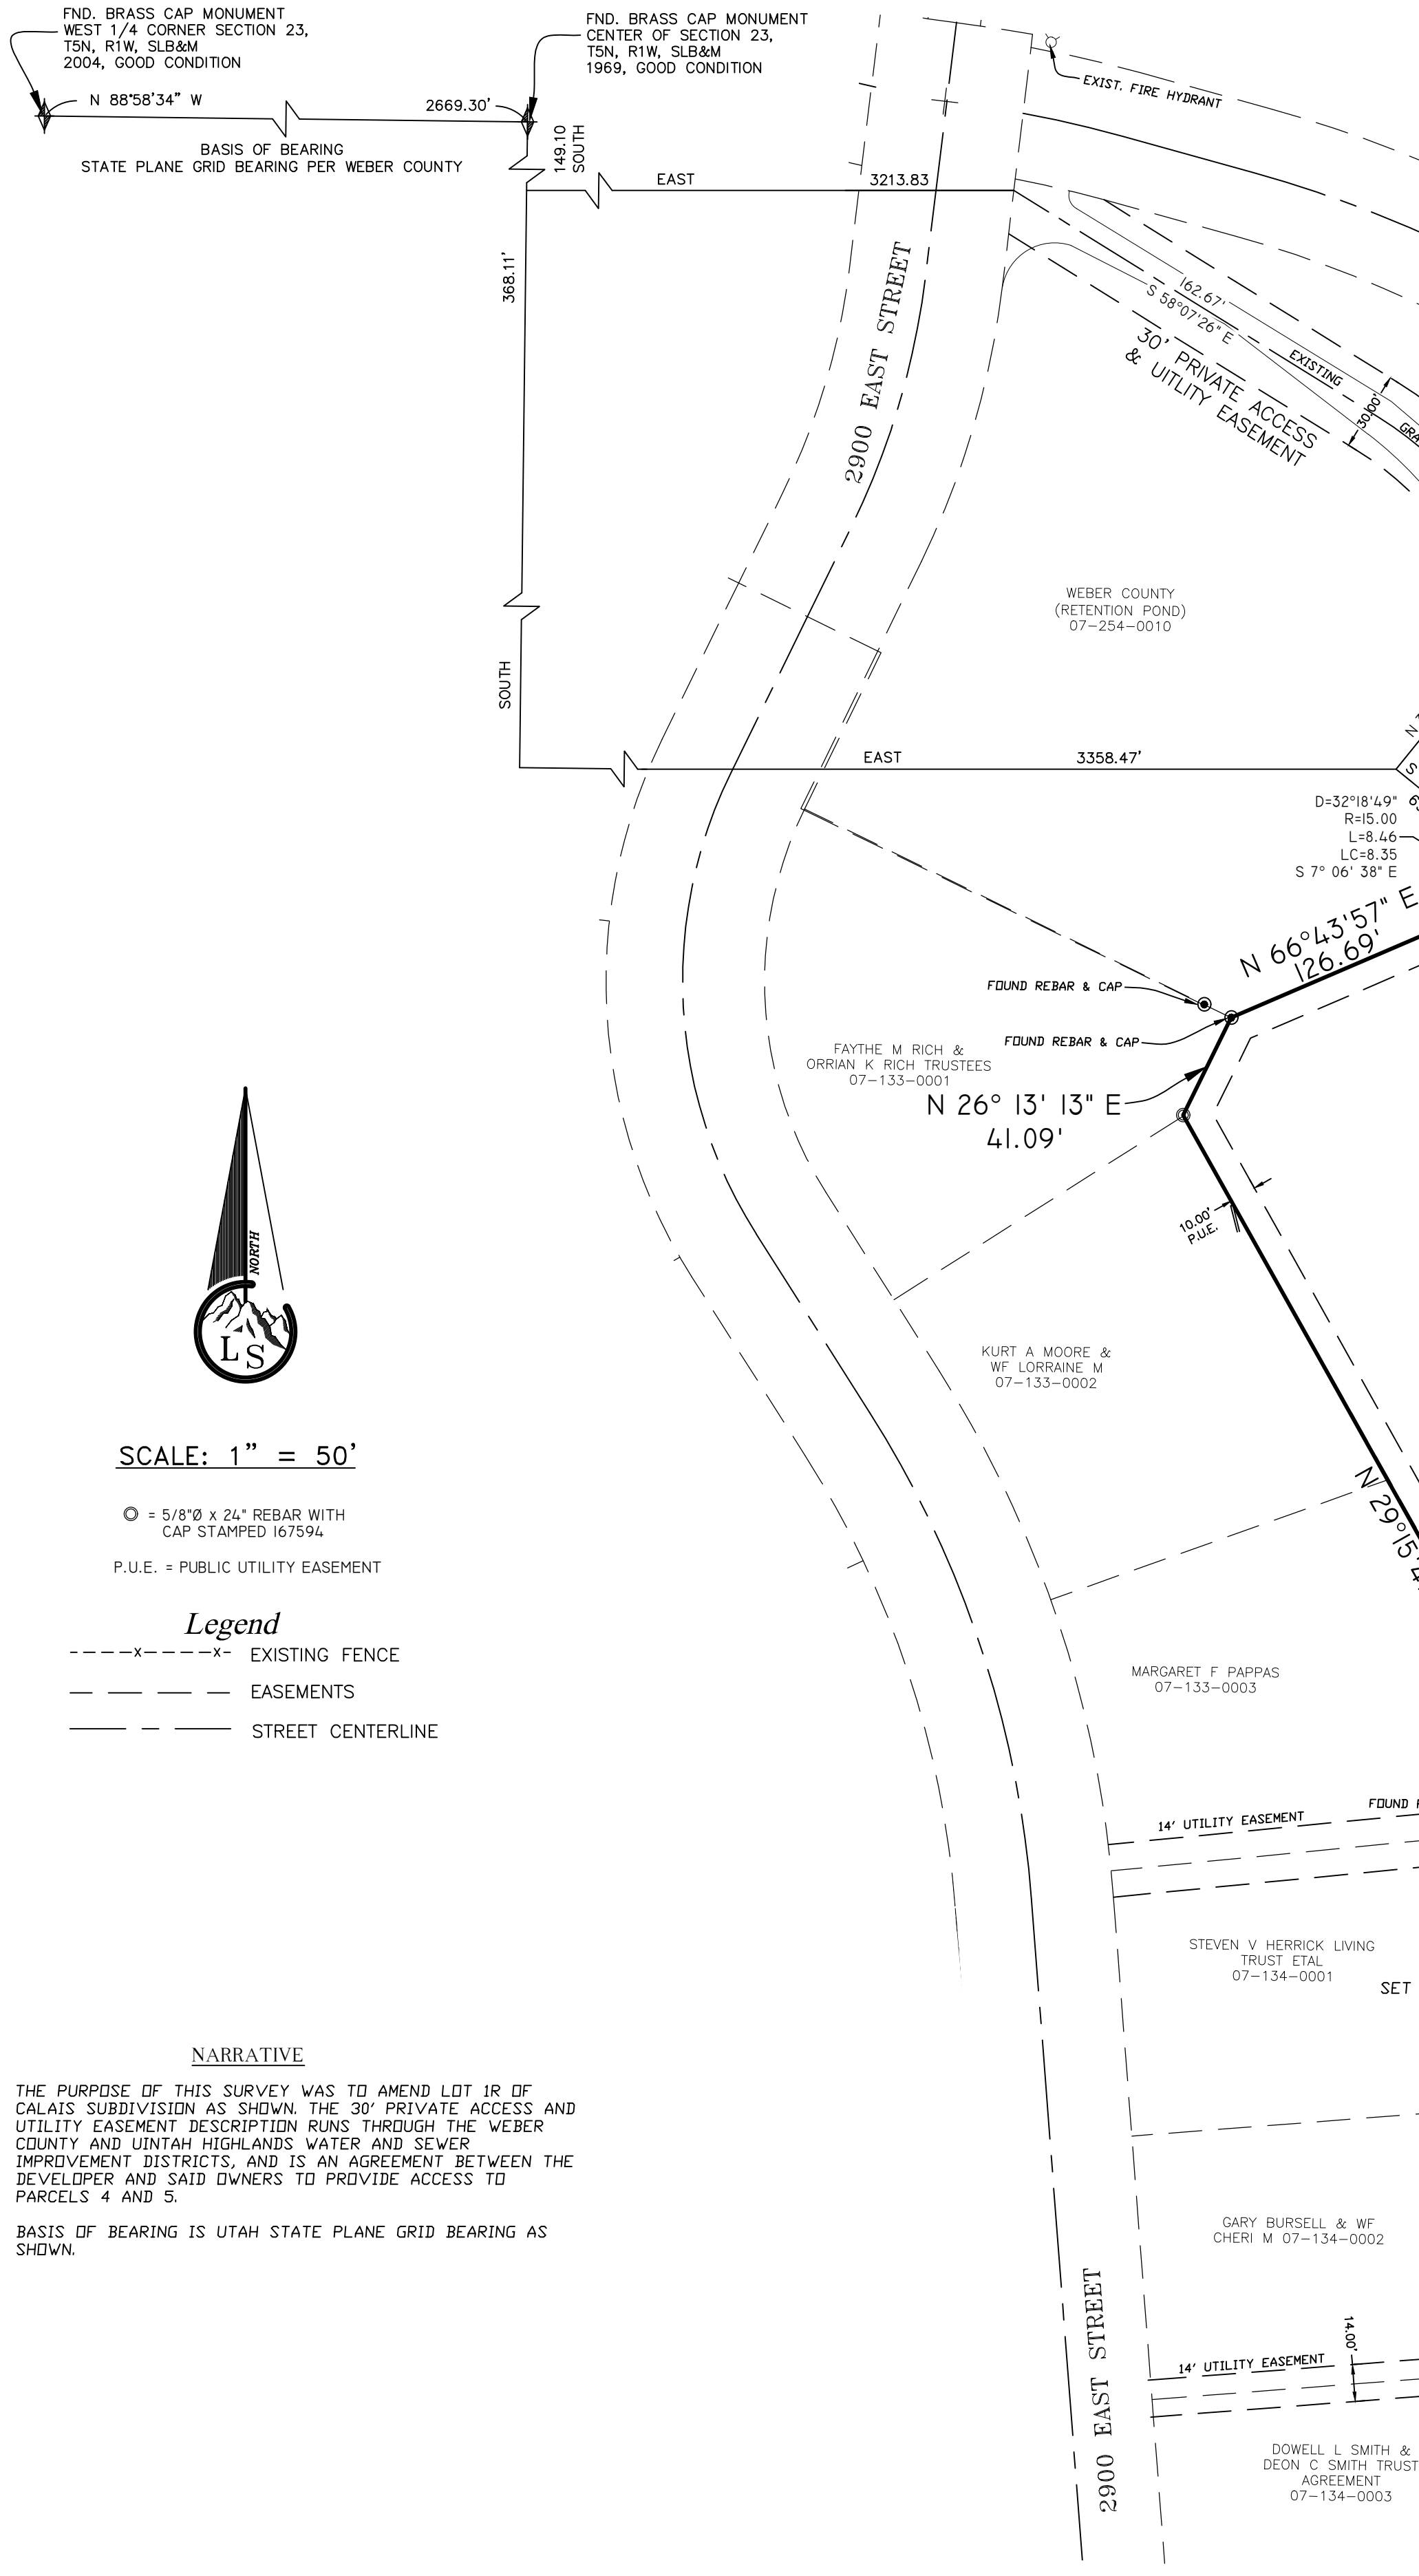 FND. BRASS CAP MONUMENT
WEST 1/4 CORNER SECTION 23,
T5N, R1W, SLB&M
2004, GOOD CONDITION
FND. BRASS CAP MONUMENT
CENTER OF SECTION 23,
T5N, R1W, SLB&M
1969, GOOD CONDITION
EXIST. FIRE HYDRANT
N 88°58'34" W
2669.30'
BASIS OF BEARING
STATE PLANE GRID BEARING PER WEBER COUNTY
149.10
SOUTH
EAST
3213.83
368.11'
2900 EAST STREET
162.67'
S 58°07'26" E
30' PRIVATE ACCESS
& UITLITY EASEMENT
EXISTING
30.00'
WEBER COUNTY
(RETENTION POND)
07-254-0010
SOUTH
EAST
3358.47'
N
S
D=32°18'49"
R=15.00
L=8.46
LC=8.35
S 7° 06' 38" E
N 66°43'57" E
126.69'
FOUND REBAR & CAP
FOUND REBAR & CAP
FAYTHE M RICH &
ORRIAN K RICH TRUSTEES
07-133-0001
N 26° 13' 13" E
41.09'
10.00'
P.U.E.
NORTH
L S
KURT A MOORE &
WF LORRAINE M
07-133-0002
SCALE: 1" = 50'
= 5/8"Ø x 24" REBAR WITH
CAP STAMPED 167594
P.U.E. = PUBLIC UTILITY EASEMENT
N 29°15'
Legend
x x EXISTING FENCE
EASEMENTS
STREET CENTERLINE
MARGARET F PAPPAS
07-133-0003
FOUND
14' UTILITY EASEMENT
STEVEN V HERRICK LIVING
TRUST ETAL
07-134-0001
SET
NARRATIVE
THE PURPOSE OF THIS SURVEY WAS TO AMEND LOT 1R OF
CALAIS SUBDIVISION AS SHOWN. THE 30' PRIVATE ACCESS AND
UTILITY EASEMENT DESCRIPTION RUNS THROUGH THE WEBER
COUNTY AND UINTAH HIGHLANDS WATER AND SEWER
IMPROVEMENT DISTRICTS, AND IS AN AGREEMENT BETWEEN THE
DEVELOPER AND SAID OWNERS TO PROVIDE ACCESS TO
PARCELS 4 AND 5.
BASIS OF BEARING IS UTAH STATE PLANE GRID BEARING AS
SHOWN.
GARY BURSELL & WF
CHERI M 07-134-0002
2900 EAST STREET
14.00'
14' UTILITY EASEMENT
DOWELL L SMITH &
DEON C SMITH TRUST
AGREEMENT
07-134-0003